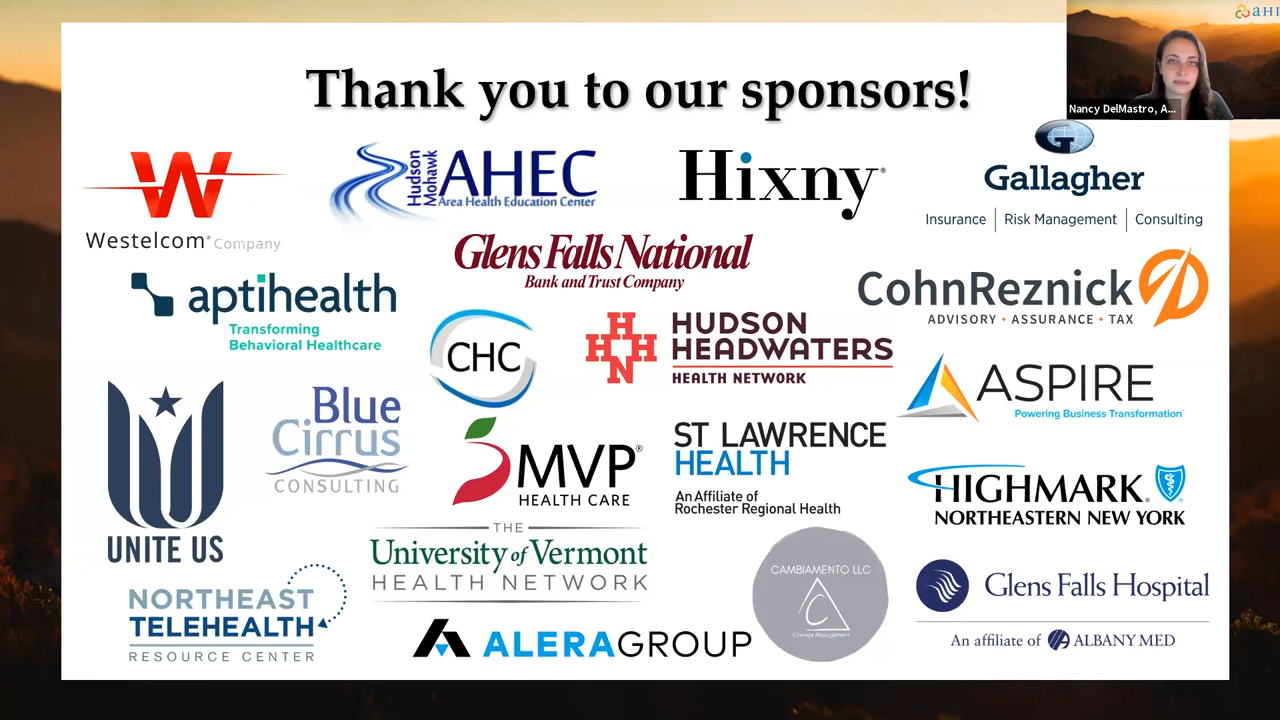 Thank you to our sponsors!
AHI
Nancy DelMastro, A...
W
Westelcom® Company
Hudson
Mohawk
AHEC
Area Health Education Center
Hixny®
G
Gallagher
Insurance | Risk Management | Consulting
Glens Falls National
Bank and Trust Company
aptihealth
Transforming
Behavioral Healthcare
CohnReznick
ADVISORY • ASSURANCE • TAX
CHC
H
H H
N
HUDSON
HEADWATERS
HEALTH NETWORK
ASPIRE
Powering Business Transformation™
UNITE US
Blue
Cirrus
CONSULTING
MVP®
HEALTH CARE
ST LAWRENCE
HEALTH
An Affiliate of
Rochester Regional Health
HIGHMARK®
NORTHEASTERN NEW YORK
THE
University of Vermont
HEALTH NETWORK
CAMBIAMENTO LLC
C
Change Management
Glens Falls Hospital
An affiliate of ALBANY MED
NORTHEAST
TELEHEALTH
RESOURCE CENTER
ALERAGROUP